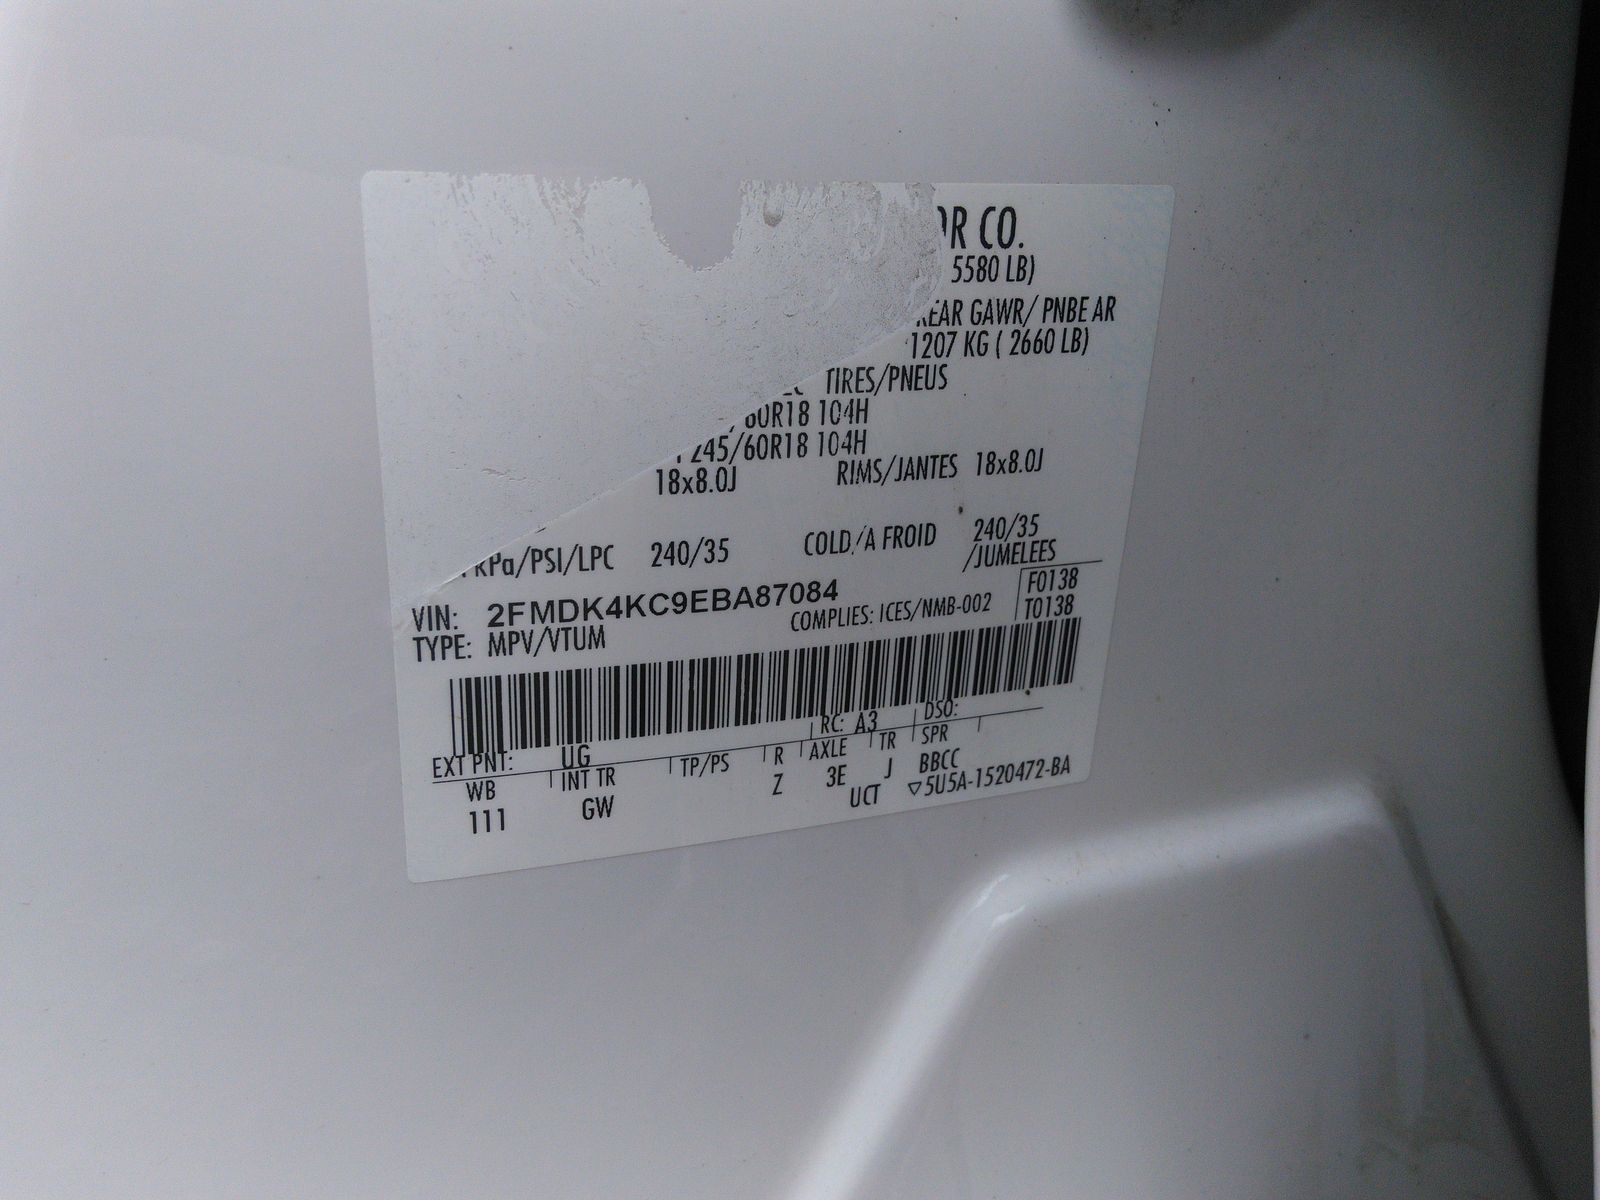 OR CO.
5580 LB)
REAR GAWR/ PNBE AR
1207 KG ( 2660 LB)
TIRES/PNEUS
/60R18 104H
245/60R18 104H
18x8.0J RIMS/JANTES 18x8.0J
kPa/PSI/LPC 240/35 COLD/A FROID 240/35
/JUMELEES
VIN: 2FMDK4KC9EBA87084 F0138
TYPE: MPV/VTUM COMPLIES: ICES/NMB-002 T0138
RC: A3 DSO:
EXT PNT: UG
WB INT TR TP/PS R AXLE TR SPR
111 GW Z 3E J BBCC
UCT ▽5U5A-1520472-BA